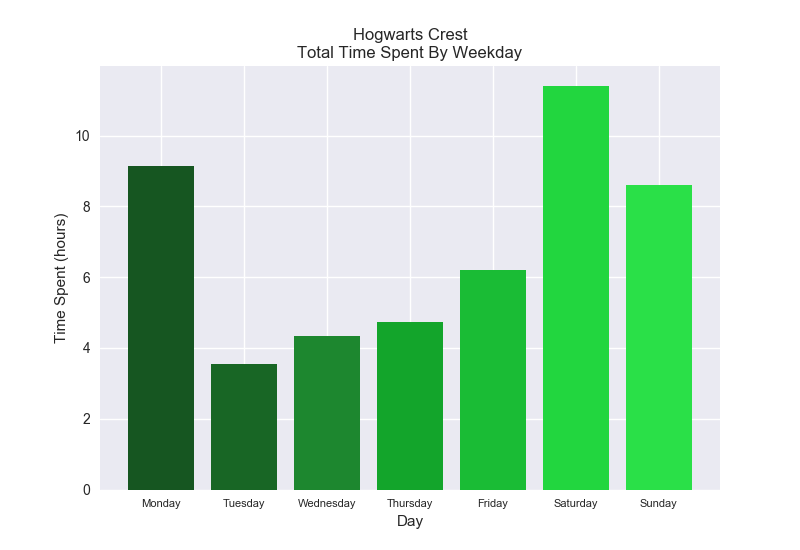 Hogwarts Crest
Total Time Spent By Weekday
Time Spent (hours)
10
8
6
4
2
0
Monday Tuesday Wednesday Thursday Friday Saturday Sunday
Day